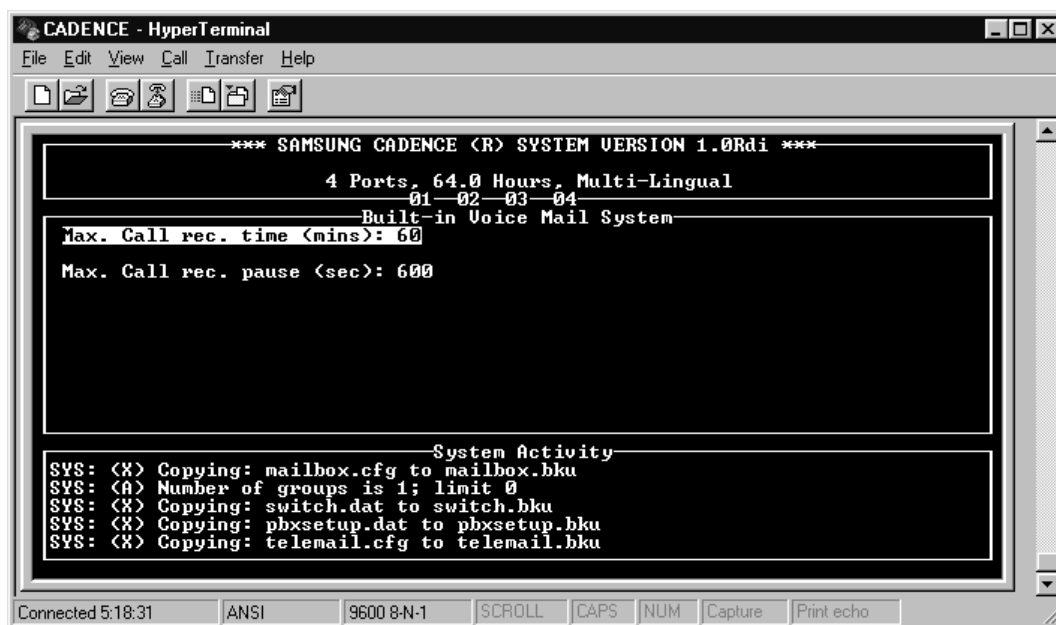 CADENCE - HyperTerminal
File Edit View Call Transfer Help
*** SAMSUNG CADENCE (R) SYSTEM VERSION 1.0Rdi ***
4 Ports, 64.0 Hours, Multi-Lingual
01 02 03 04
Built-in Voice Mail System
Max. Call rec. time (mins): 60
Max. Call rec. pause (sec): 600
System Activity
SYS: (X) Copying: mailbox.cfg to mailbox.bku
SYS: (A) Number of groups is 1; limit 0
SYS: (X) Copying: switch.dat to switch.bku
SYS: (X) Copying: pbxsetup.dat to pbxsetup.bku
SYS: (X) Copying: telemail.cfg to telemail.bku
Connected 5:18:31 ANSI 9600 8-N-1 SCROLL CAPS NUM Capture Print echo